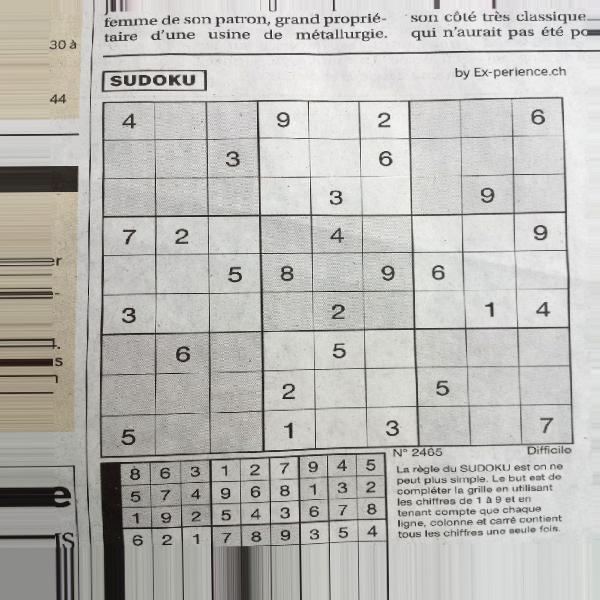 femme de son patron, grand proprié-
taire d'une usine de métallurgie.
son côté très classique
qui n'aurait pas été po
30 à
44
SUDOKU
by Ex-perience.ch
4 9 2 6
3 6
3 9
7 2 4 9
5 8 9 6
3 2 1 4
6 5
2 5
5 1 3 7
N° 2465 Difficile
8 6 3 1 2 7 9 4 5
5 7 4 9 6 8 1 3 2
1 9 2 5 4 3 6 7 8
6 2 1 7 8 9 3 5 4
La règle du SUDOKU est on ne
peut plus simple. Le but est de
compléter la grille en utilisant
les chiffres de 1 à 9 et en
tenant compte que chaque
ligne, colonne et carré contient
tous les chiffres une seule fois.